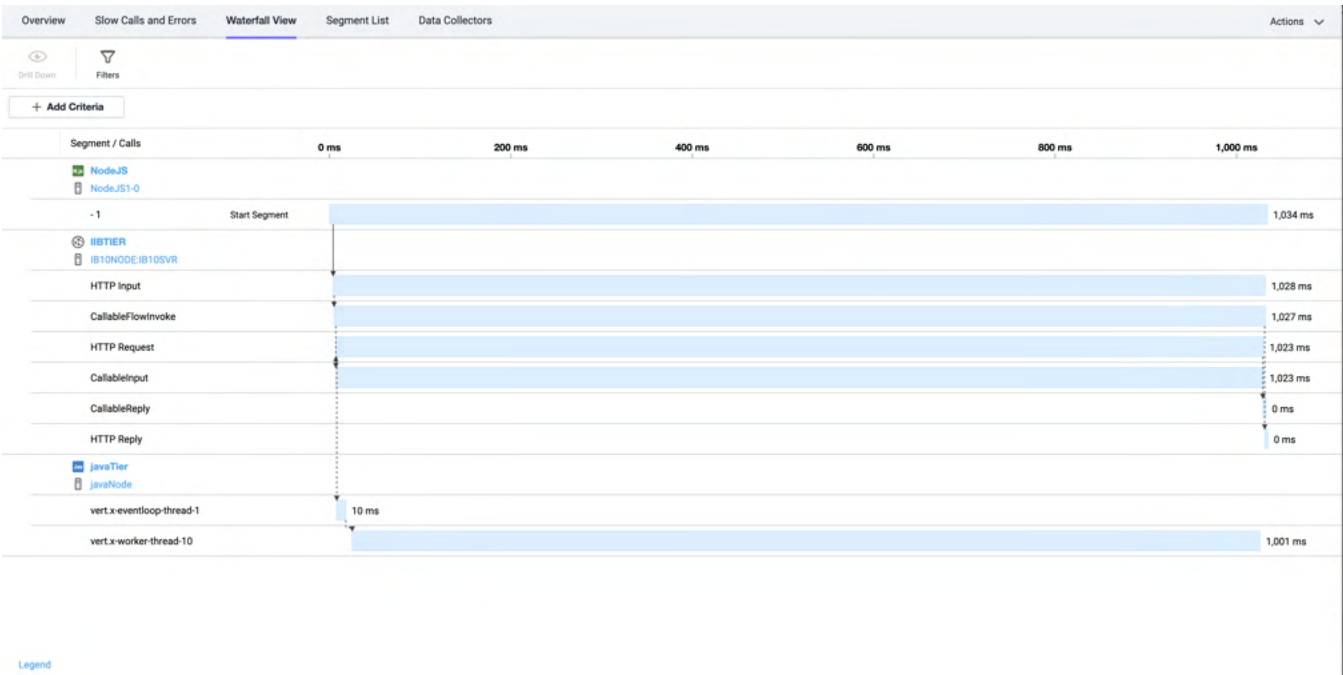 Overview Slow Calls and Errors Waterfall View Segment List Data Collectors Actions
Drill Down Filters
+ Add Criteria
Segment / Calls 0 ms 200 ms 400 ms 600 ms 800 ms 1,000 ms
NodeJS
NodeJS1-0
- 1 Start Segment 1,034 ms
IIBTIER
IB10NODE:IB10SVR
HTTP Input 1,028 ms
CallableFlowInvoke 1,027 ms
HTTP Request 1,023 ms
CallableInput 1,023 ms
CallableReply 0 ms
HTTP Reply 0 ms
javaTier
javaNode
vert.x-eventloop-thread-1 10 ms
vert.x-worker-thread-10 1,001 ms
Legend